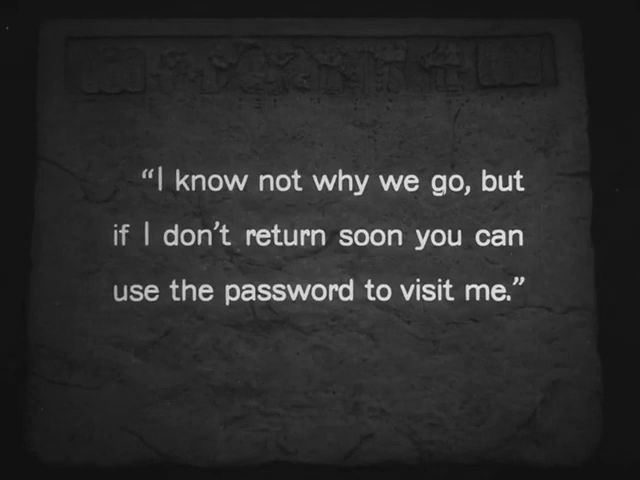 “I know not why we go, but
if I don’t return soon you can
use the password to visit me.”